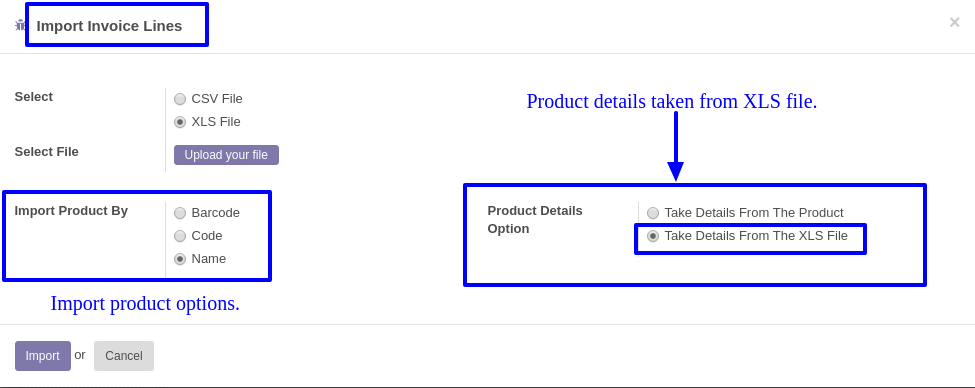 Import Invoice Lines
×
Select
CSV File
XLS File
Product details taken from XLS file.
Select File
Upload your file
Import Product By
Barcode
Code
Name
Product Details
Option
Take Details From The Product
Take Details From The XLS File
Import product options.
Import or Cancel